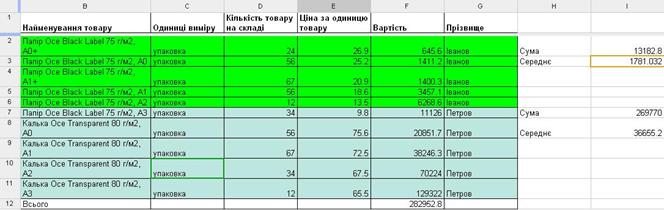 B C D E F G H I
1 Найменування товару Одиниці виміру Кількість товару на складі Ціна за одиницю товару Вартість Прізвище
2 Папір Oce Black Label 75 г/м2, A0+ упаковка 24 26.9 645.6 Іванов Сума 13182.8
3 Папір Oce Black Label 75 г/м2, A0 упаковка 56 25.2 1411.2 Іванов Середнє 1781.032
4 Папір Oce Black Label 75 г/м2, A1+ упаковка 67 20.9 1400.3 Іванов
5 Папір Oce Black Label 75 г/м2, A1 упаковка 56 18.6 3457.1 Іванов
6 Папір Oce Black Label 75 г/м2, A2 упаковка 12 13.5 6268.6 Іванов
7 Папір Oce Black Label 75 г/м2, A3 упаковка 34 9.8 11126 Петров Сума 269770
8 Калька Oce Transparent 80 г/м2, A0 упаковка 56 75.6 20851.7 Петров Середнє 36655.2
9 Калька Oce Transparent 80 г/м2, A1 упаковка 67 72.5 38246.3 Петров
10 Калька Oce Transparent 80 г/м2, A2 упаковка 34 67.5 70224 Петров
11 Калька Oce Transparent 80 г/м2, A3 упаковка 12 65.5 129322 Петров
12 Всього 282952.8